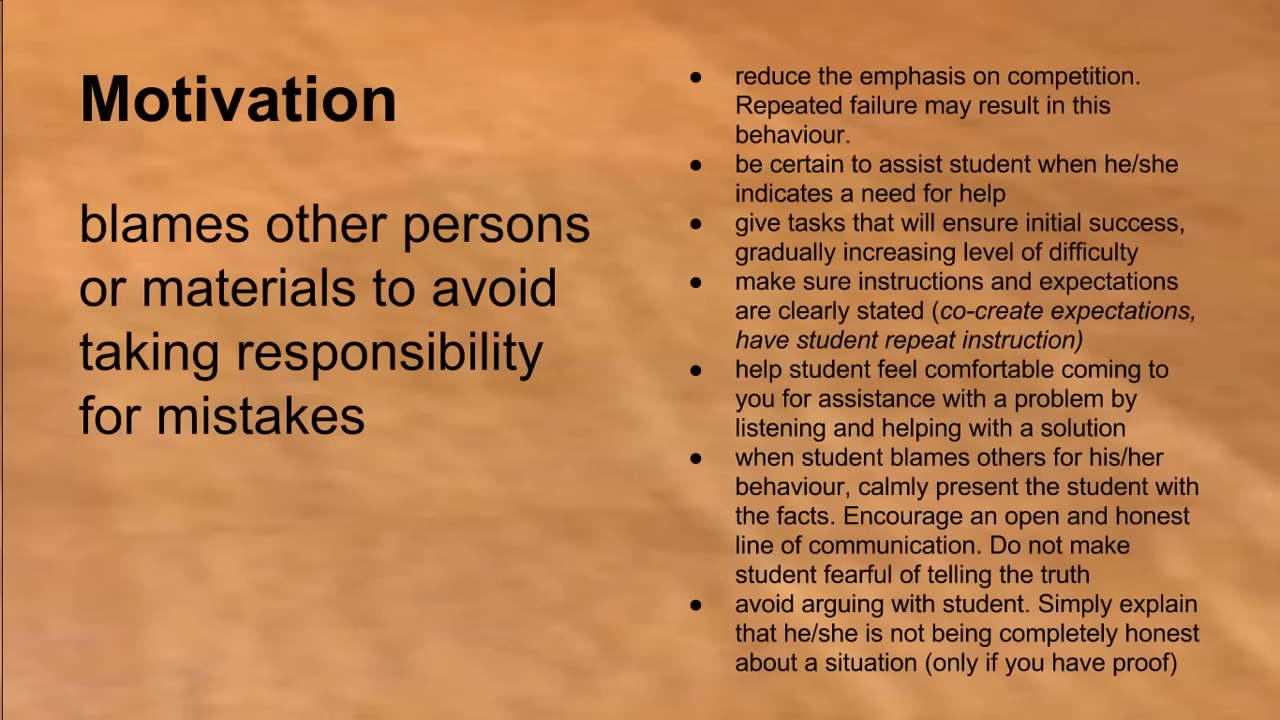 Motivation
blames other persons
or materials to avoid
taking responsibility
for mistakes
● reduce the emphasis on competition.
Repeated failure may result in this
behaviour.
● be certain to assist student when he/she
indicates a need for help
● give tasks that will ensure initial success,
gradually increasing level of difficulty
● make sure instructions and expectations
are clearly stated (co-create expectations,
have student repeat instruction)
● help student feel comfortable coming to
you for assistance with a problem by
listening and helping with a solution
● when student blames others for his/her
behaviour, calmly present the student with
the facts. Encourage an open and honest
line of communication. Do not make
student fearful of telling the truth
● avoid arguing with student. Simply explain
that he/she is not being completely honest
about a situation (only if you have proof)